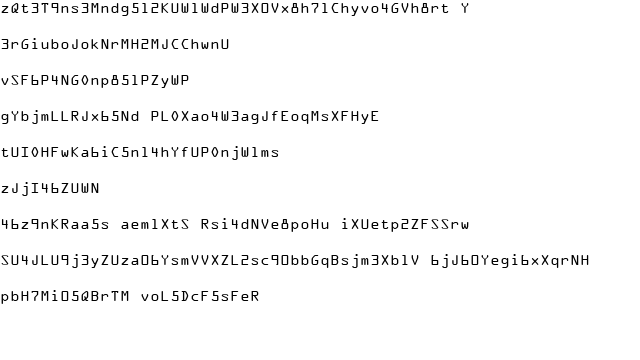 zQt3T9ns3Mndg5l2KUWlWdPW3X0Vx8h7lChyvo4GVh8rt Y
3rGiuboJokNrMH2MJCChwnU
vSF6P4NG0np85lPZyWP
gYbjmLLRJx65Nd PL0Xao4W3agJfEoqMsXFHyE
tUI0HFwKa6iC5nl4hYfUP0njWlms
zJjI46ZUWN
46z9nKRaa5s aemlXtS Rsi4dNVe8poHu iXUetp2ZFSSrw
SU4JLU9j3yZUza06YsmVVXZL2sc90bbGqBsjm3XblV 6jJ60Yegi6xXqrNH
pbH7Mi05QBrTM voL5DcF5sFeR